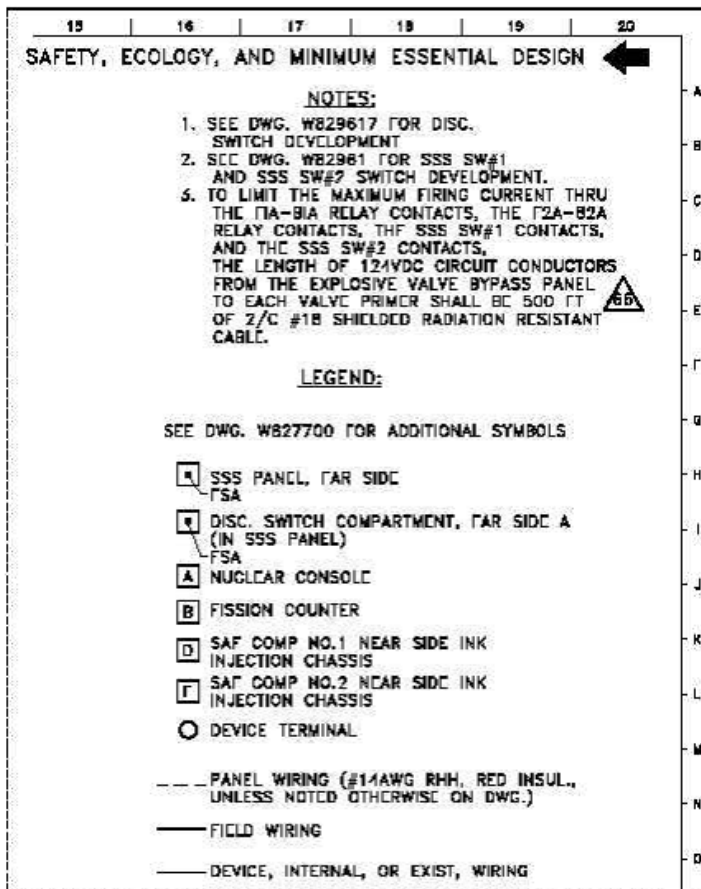 15 16 17 18 19 20
SAFETY, ECOLOGY, AND MINIMUM ESSENTIAL DESIGN
A
NOTES:
1. SEE DWG. W829617 FOR DISC.
SWITCH DEVELOPMENT
B
2. SEE DWG. W82981 FOR SSS SW#1
AND SSS SW#2 SWITCH DEVELOPMENT.
5. TO LIMIT THE MAXIMUM FIRING CURRENT THRU
C
THE F1A-B1A RELAY CONTACTS, THE F2A-B2A
RELAY CONTACTS, THE SSS SW#1 CONTACTS,
AND THE SSS SW#2 CONTACTS,
D
THE LENGTH OF 124VDC CIRCUIT CONDUCTORS
FROM THE EXPLOSIVE VALVE BYPASS PANEL
TO EACH VALVE PRIMER SHALL BE 500 FT
E
OF 2/C #18 SHIELDED RADIATION RESISTANT
CABLE.
F
LEGEND:
G
SEE DWG. W827700 FOR ADDITIONAL SYMBOLS
H
SSS PANEL, FAR SIDE
FSA
DISC. SWITCH COMPARTMENT, FAR SIDE A
I
(IN SSS PANEL)
FSA
A NUCLEAR CONSOLE
J
B FISSION COUNTER
K
D SAF COMP NO.1 NEAR SIDE INK
INJECTION CHASSIS
F SAF COMP NO.2 NEAR SIDE INK
L
INJECTION CHASSIS
DEVICE TERMINAL
M
PANEL WIRING (#14AWG RHH, RED INSUL.,
UNLESS NOTED OTHERWISE ON DWG.)
N
FIELD WIRING
O
DEVICE, INTERNAL, OR EXIST, WIRING